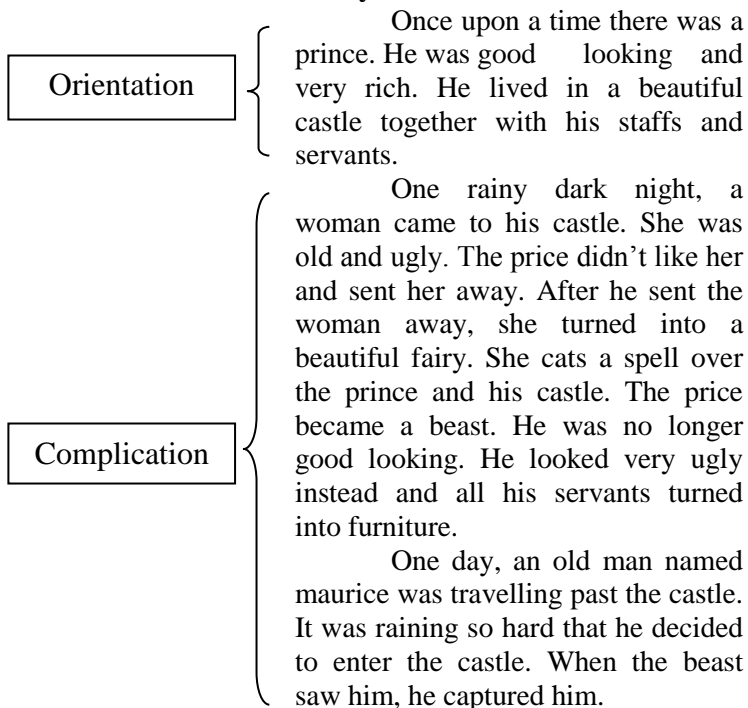 Once upon a time there was a
prince. He was good looking and
very rich. He lived in a beautiful
castle together with his staffs and
servants.
Orientation
One rainy dark night, a
woman came to his castle. She was
old and ugly. The price didn’t like her
and sent her away. After he sent the
woman away, she turned into a
beautiful fairy. She cats a spell over
the prince and his castle. The price
became a beast. He was no longer
good looking. He looked very ugly
instead and all his servants turned
into furniture.
One day, an old man named
maurice was travelling past the castle.
It was raining so hard that he decided
to enter the castle. When the beast
saw him, he captured him.
Complication